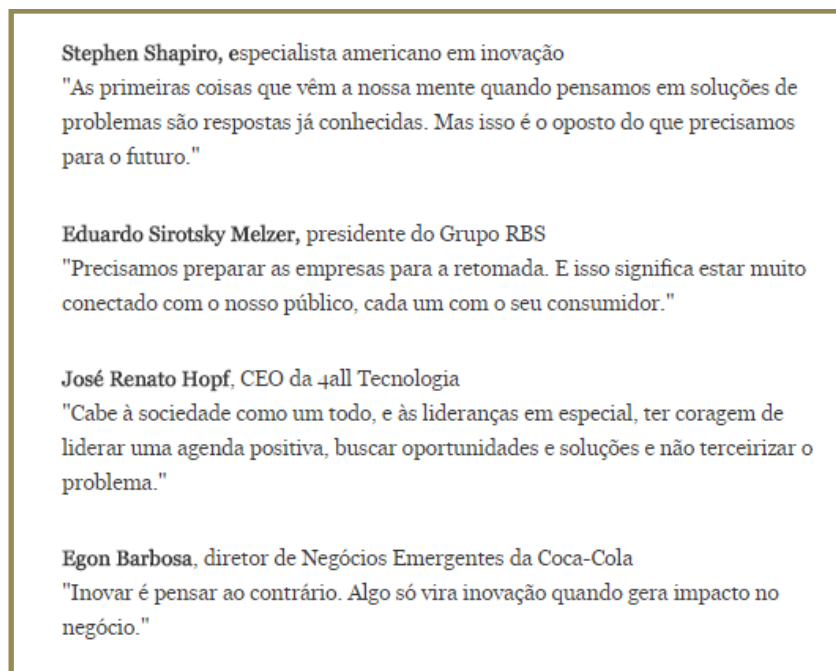 Stephen Shapiro, especialista americano em inovação
"As primeiras coisas que vêm a nossa mente quando pensamos em soluções de
problemas são respostas já conhecidas. Mas isso é o oposto do que precisamos
para o futuro."
Eduardo Sirotsky Melzer, presidente do Grupo RBS
"Precisamos preparar as empresas para a retomada. E isso significa estar muito
conectado com o nosso público, cada um com o seu consumidor."
José Renato Hopf, CEO da 4all Tecnologia
"Cabe à sociedade como um todo, e às lideranças em especial, ter coragem de
liderar uma agenda positiva, buscar oportunidades e soluções e não terceirizar o
problema."
Egon Barbosa, diretor de Negócios Emergentes da Coca-Cola
"Inovar é pensar ao contrário. Algo só vira inovação quando gera impacto no
negócio."